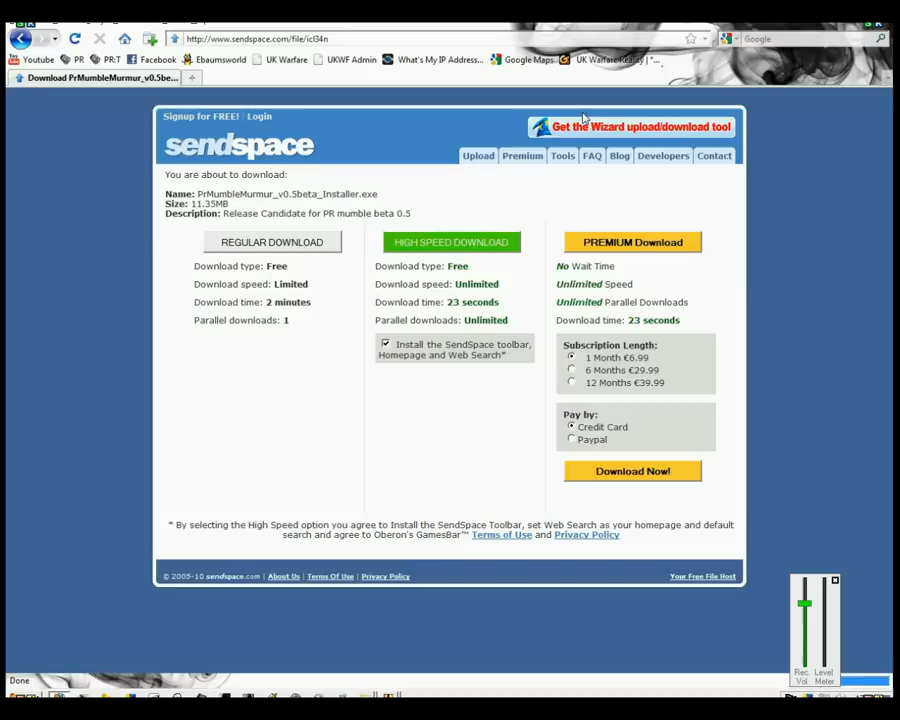 http://www.sendspace.com/file/icl34n
Google
Youtube PR PR:T Facebook Ebaumsworld UK Warfare UKWF Admin What's My IP Address... Google Maps UK Warfare Reality | "...
Download PrMumbleMurmur_v0.5be...
Signup for FREE! | Login
Get the Wizard upload/download tool
sendspace
Upload Premium Tools FAQ Blog Developers Contact
You are about to download:
Name: PrMumbleMurmur_v0.5beta_Installer.exe
Size: 11.35MB
Description: Release Candidate for PR mumble beta 0.5
REGULAR DOWNLOAD
Download type: Free
Download speed: Limited
Download time: 2 minutes
Parallel downloads: 1
HIGH SPEED DOWNLOAD
Download type: Free
Download speed: Unlimited
Download time: 23 seconds
Parallel downloads: Unlimited
Install the SendSpace toolbar,
Homepage and Web Search*
PREMIUM Download
No Wait Time
Unlimited Speed
Unlimited Parallel Downloads
Download time: 23 seconds
Subscription Length:
1 Month €6.99
6 Months €29.99
12 Months €39.99
Pay by:
Credit Card
Paypal
Download Now!
* By selecting the High Speed option you agree to Install the SendSpace Toolbar, set Web Search as your homepage and default
search and agree to Oberon's GamesBar™ Terms of Use and Privacy Policy
© 2005-10 sendspace.com | About Us | Terms Of Use | Privacy Policy
Your Free File Host
Rec. Vol
Level Meter
Done